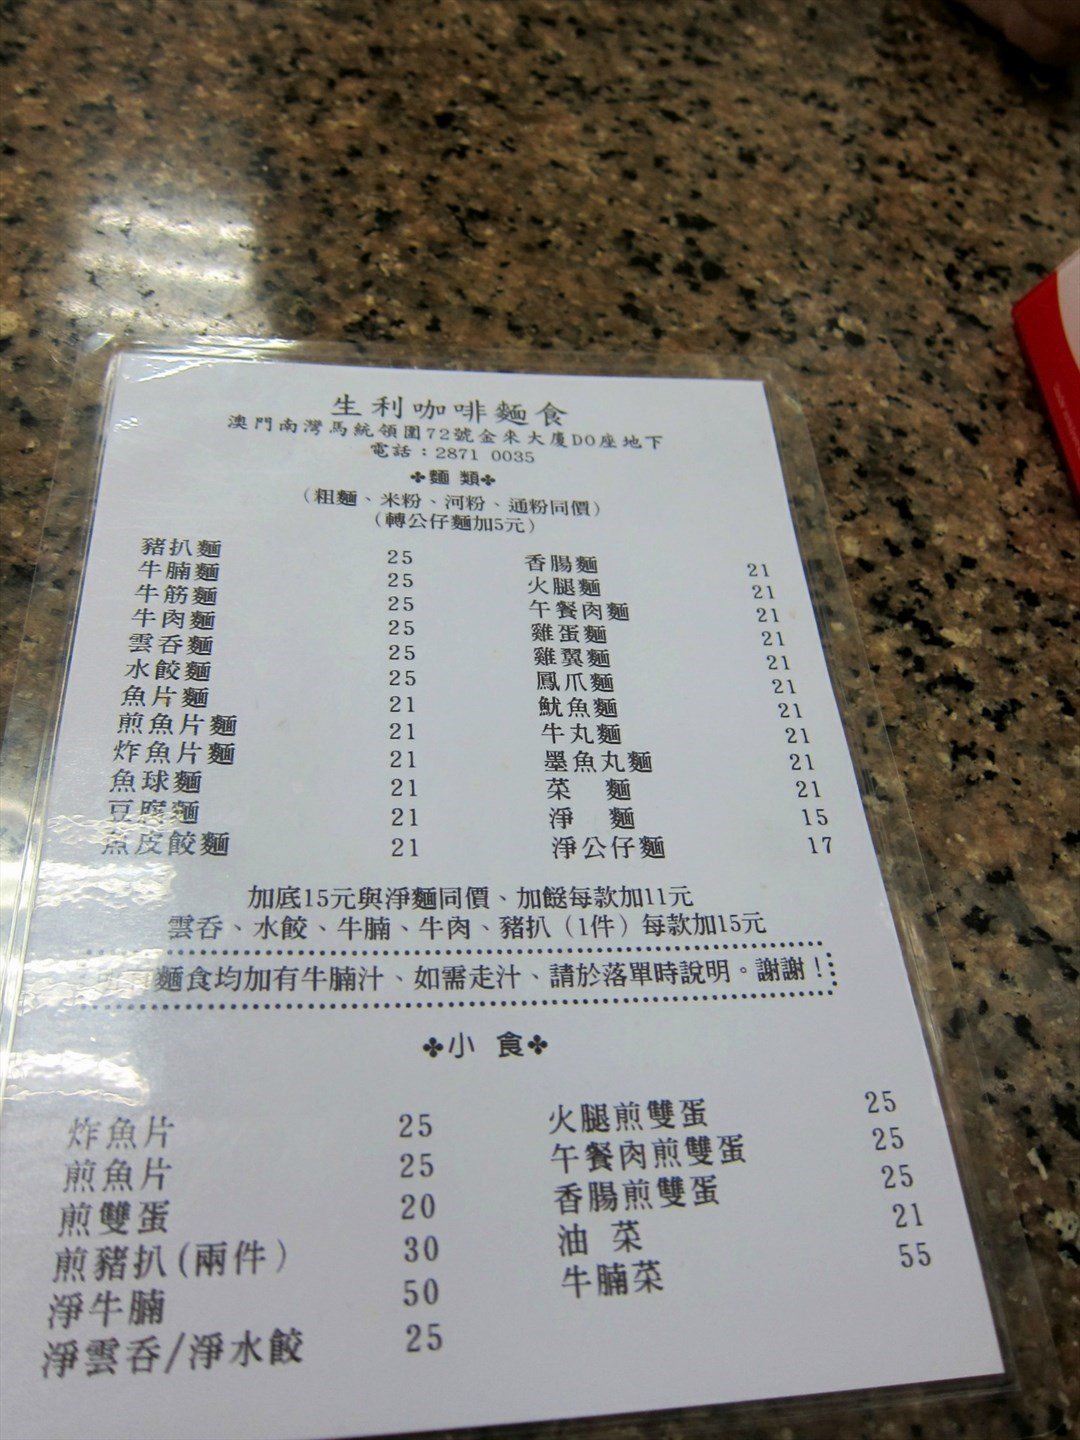 生利咖啡麵食
澳門南灣馬統領圍72號金來大廈D0座地下
電話：2871 0035
✤麵 類✤
（粗麵、米粉、河粉、通粉同價）
（轉公仔麵加5元）
豬扒麵 25 香腸麵 21
牛腩麵 25 火腿麵 21
牛筋麵 25 午餐肉麵 21
牛肉麵 25 雞蛋麵 21
雲吞麵 25 雞翼麵 21
水餃麵 25 鳳爪麵 21
魚片麵 21 魷魚麵 21
煎魚片麵 21 牛丸麵 21
炸魚片麵 21 墨魚丸麵 21
魚球麵 21 菜 麵 21
豆腐麵 21 淨 麵 15
魚皮餃麵 21 淨公仔麵 17
加底15元與淨麵同價、加餸每款加11元
雲吞、水餃、牛腩、牛肉、豬扒（1件）每款加15元
麵食均加有牛腩汁、如需走汁、請於落單時說明。謝謝！
✤小 食✤
炸魚片 25 火腿煎雙蛋 25
煎魚片 25 午餐肉煎雙蛋 25
煎雙蛋 20 香腸煎雙蛋 25
煎豬扒(兩件) 30 油 菜 21
淨牛腩 50 牛腩菜 55
淨雲吞/淨水餃 25